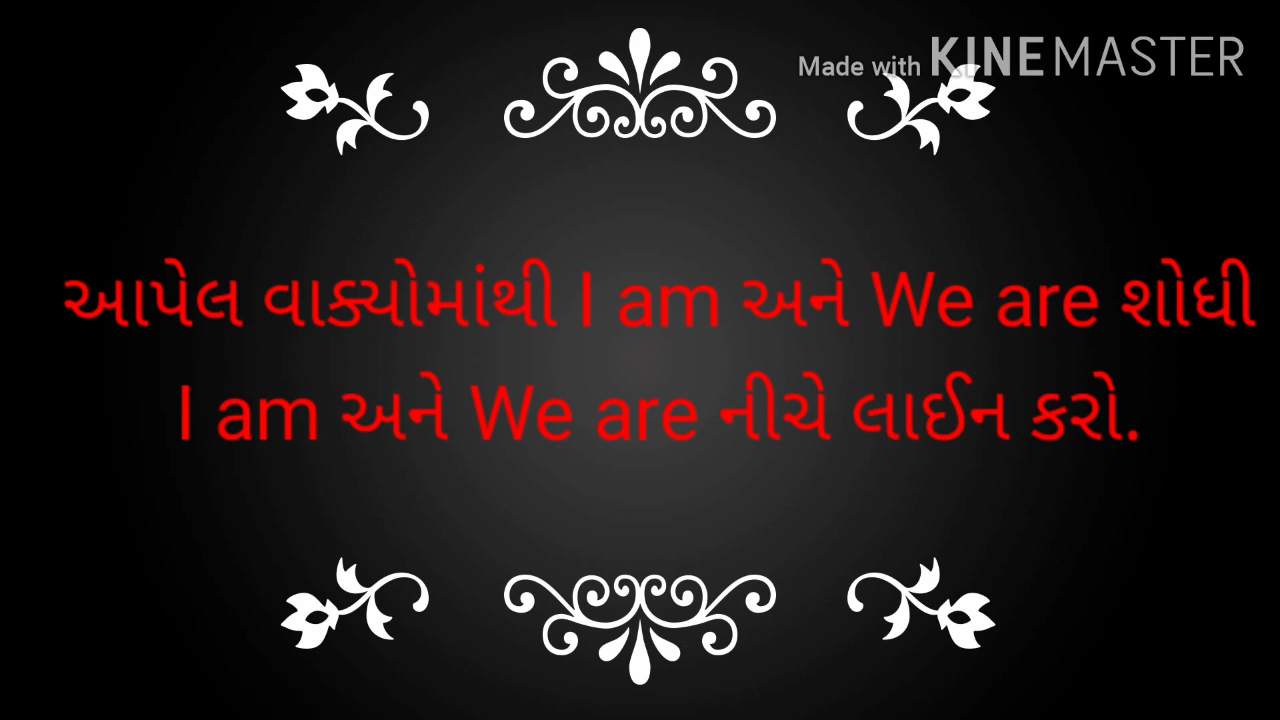 Made with KINEMASTER
આપેલ વાક્યોમાંથી I am અને We are શોધી
I am અને We are નીચે લાઈન કરો.